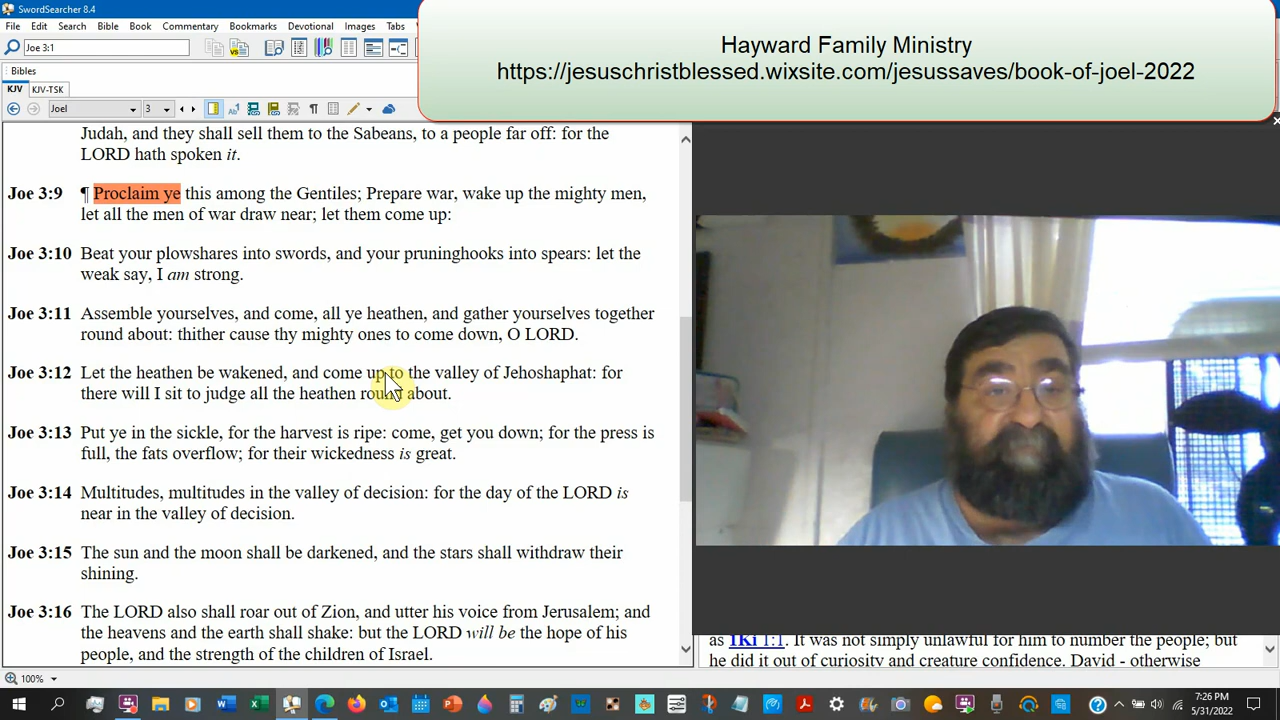 SwordSearcher 8.4
File Edit Search Bible Book Commentary Bookmarks Devotional Images Tabs
Joe 3:1
Bibles
KJV KJV-TSK
Joel 3
Hayward Family Ministry
https://jesuschristblessed.wixsite.com/jesussaves/book-of-joel-2022
Judah, and they shall sell them to the Sabeans, to a people far off: for the
LORD hath spoken it.
Joe 3:9 ¶ Proclaim ye this among the Gentiles; Prepare war, wake up the mighty men,
let all the men of war draw near; let them come up:
Joe 3:10 Beat your plowshares into swords, and your pruninghooks into spears: let the
weak say, I am strong.
Joe 3:11 Assemble yourselves, and come, all ye heathen, and gather yourselves together
round about: thither cause thy mighty ones to come down, O LORD.
Joe 3:12 Let the heathen be wakened, and come up to the valley of Jehoshaphat: for
there will I sit to judge all the heathen round about.
Joe 3:13 Put ye in the sickle, for the harvest is ripe: come, get you down; for the press is
full, the fats overflow; for their wickedness is great.
Joe 3:14 Multitudes, multitudes in the valley of decision: for the day of the LORD is
near in the valley of decision.
Joe 3:15 The sun and the moon shall be darkened, and the stars shall withdraw their
shining.
Joe 3:16 The LORD also shall roar out of Zion, and utter his voice from Jerusalem; and
the heavens and the earth shall shake: but the LORD will be the hope of his
people, and the strength of the children of Israel.
as 1Ki 1:1. It was not simply unlawful for him to number the people; but
he did it out of curiosity and creature confidence. David - otherwise
100%
7:26 PM
5/31/2022